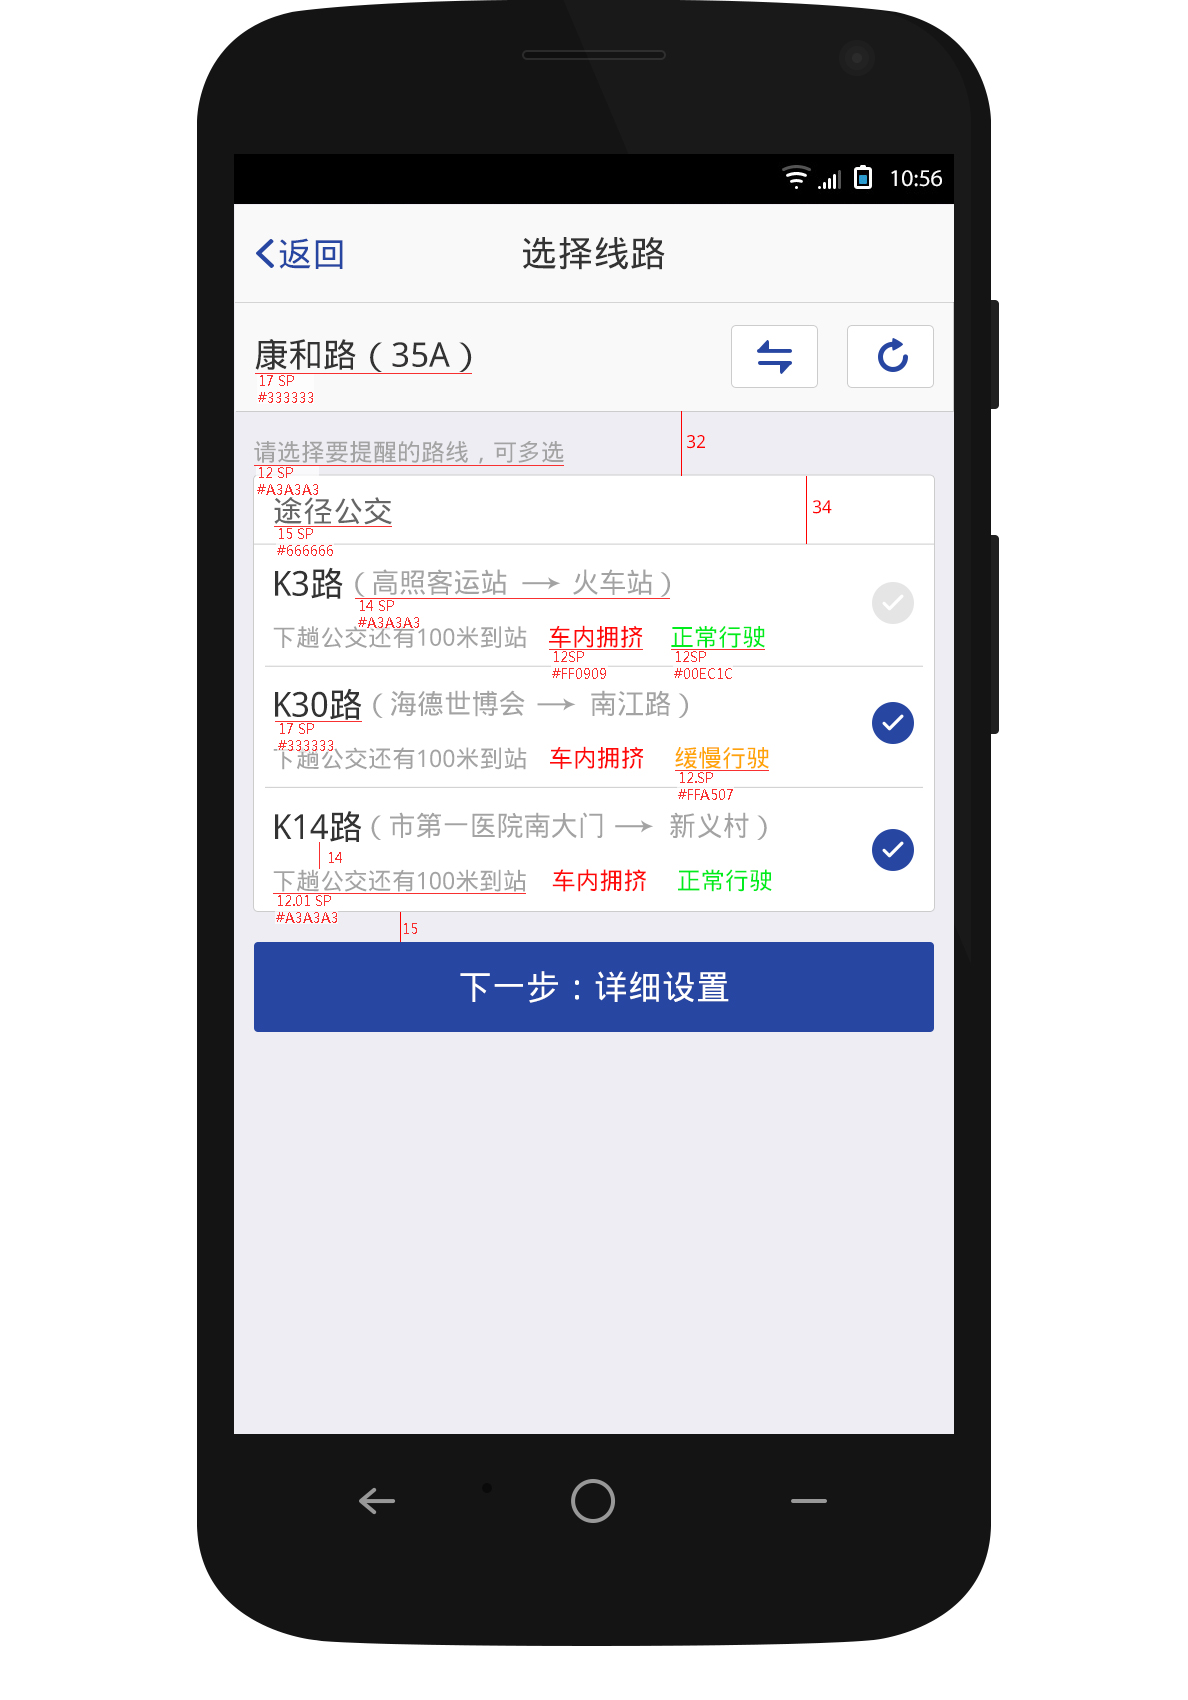 10:56
返回
选择线路
康和路（35A）
17 SP
#333333
32
请选择要提醒的路线，可多选
12 SP
#A3A3A3
34
途径公交
15 SP
#666666
K3路（高照客运站 → 火车站）
14 SP
#A3A3A3
下趟公交还有100米到站 车内拥挤 正常行驶
12SP
#FF0909
12SP
#00EC1C
K30路（海德世博会 → 南江路）
17 SP
#333333
下趟公交还有100米到站 车内拥挤 缓慢行驶
12.SP
#FFA507
K14路（市第一医院南大门 → 新义村）
14
下趟公交还有100米到站 车内拥挤 正常行驶
12.01 SP
#A3A3A3
15
下一步：详细设置